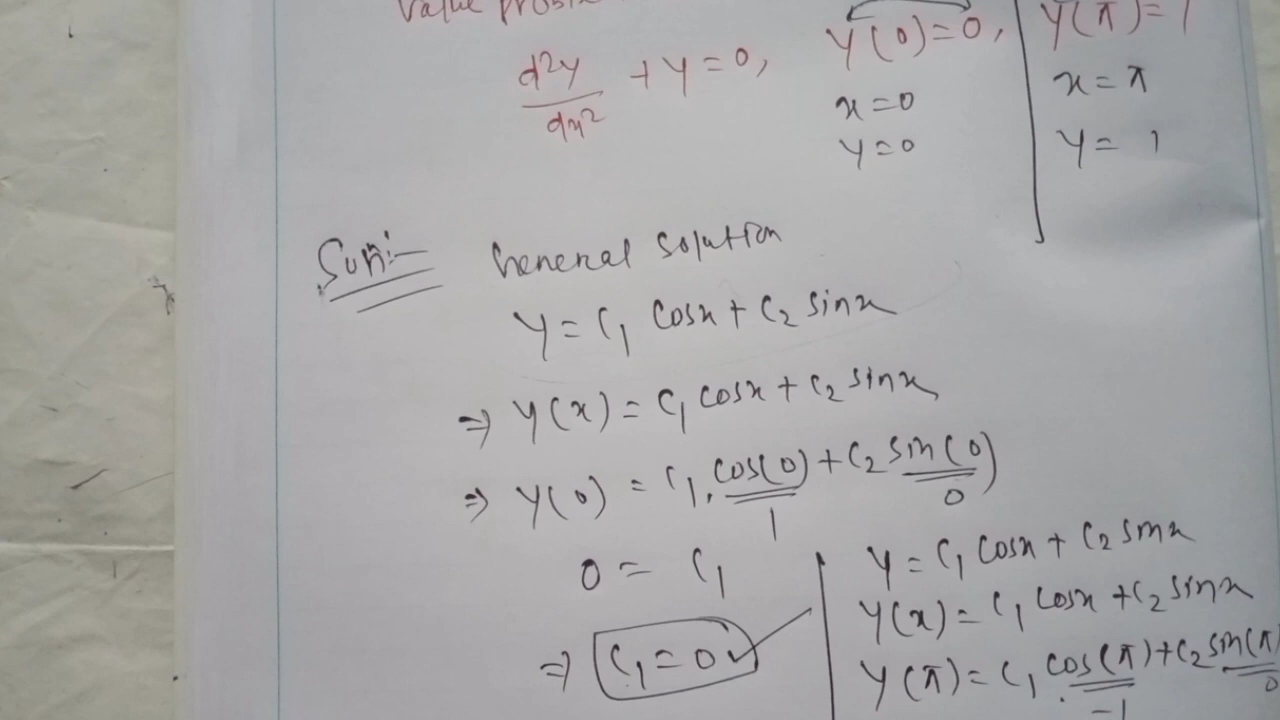 Value
d²y/dx² + y = 0, y(0) = 0, y(π) = 1
x = 0
y = 0
x = π
y = 1
Soln:-
General solution
y = C₁ cosx + C₂ sinx
⇒ y(x) = C₁ cosx + C₂ sinx
⇒ y(0) = C₁. cos(0) + C₂ sin(0)
1 0
0 = C₁
⇒ C₁ = 0 ✓
y = C₁ cosx + C₂ sinx
y(x) = C₁ cosx + C₂ sinx
y(π) = C₁ cos(π) + C₂ sin(π)
-1 0